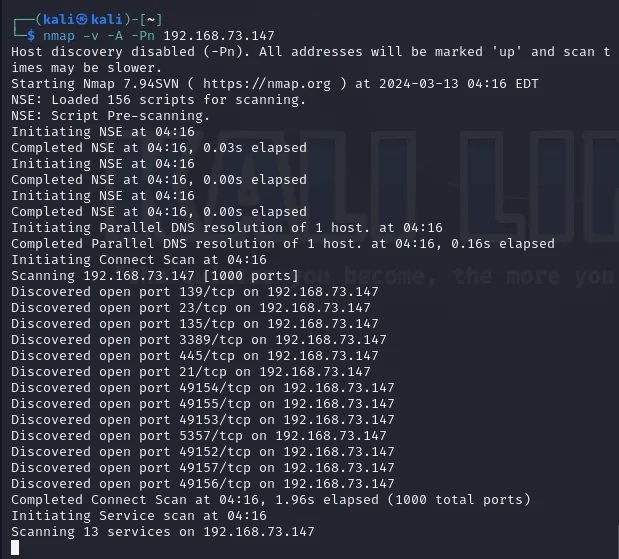 ┌──(kali㉿kali)-[~]
└─$ nmap -v -A -Pn 192.168.73.147
Host discovery disabled (-Pn). All addresses will be marked 'up' and scan t
imes may be slower.
Starting Nmap 7.94SVN ( https://nmap.org ) at 2024-03-13 04:16 EDT
NSE: Loaded 156 scripts for scanning.
NSE: Script Pre-scanning.
Initiating NSE at 04:16
Completed NSE at 04:16, 0.03s elapsed
Initiating NSE at 04:16
Completed NSE at 04:16, 0.00s elapsed
Initiating NSE at 04:16
Completed NSE at 04:16, 0.00s elapsed
Initiating Parallel DNS resolution of 1 host. at 04:16
Completed Parallel DNS resolution of 1 host. at 04:16, 0.16s elapsed
Initiating Connect Scan at 04:16
Scanning 192.168.73.147 [1000 ports]
Discovered open port 139/tcp on 192.168.73.147
Discovered open port 23/tcp on 192.168.73.147
Discovered open port 135/tcp on 192.168.73.147
Discovered open port 3389/tcp on 192.168.73.147
Discovered open port 445/tcp on 192.168.73.147
Discovered open port 21/tcp on 192.168.73.147
Discovered open port 49154/tcp on 192.168.73.147
Discovered open port 49155/tcp on 192.168.73.147
Discovered open port 49153/tcp on 192.168.73.147
Discovered open port 5357/tcp on 192.168.73.147
Discovered open port 49152/tcp on 192.168.73.147
Discovered open port 49157/tcp on 192.168.73.147
Discovered open port 49156/tcp on 192.168.73.147
Completed Connect Scan at 04:16, 1.96s elapsed (1000 total ports)
Initiating Service scan at 04:16
Scanning 13 services on 192.168.73.147
KALI LI
you become, the more you